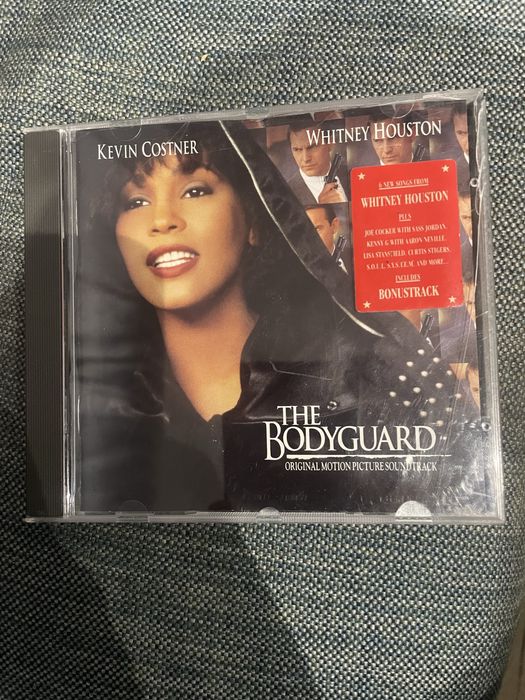 KEVIN COSTNER
WHITNEY HOUSTON
6 NEW SONGS FROM
WHITNEY HOUSTON
PLUS
JOE COCKER WITH SASS JORDAN,
KENNY G WITH AARON NEVILLE,
LISA STANSFIELD, CURTIS STIGERS,
S.O.U.L. S.Y.S.T.E.M. AND MORE...
INCLUDES
BONUSTRACK
THE
BODYGUARD
ORIGINAL MOTION PICTURE SOUNDTRACK